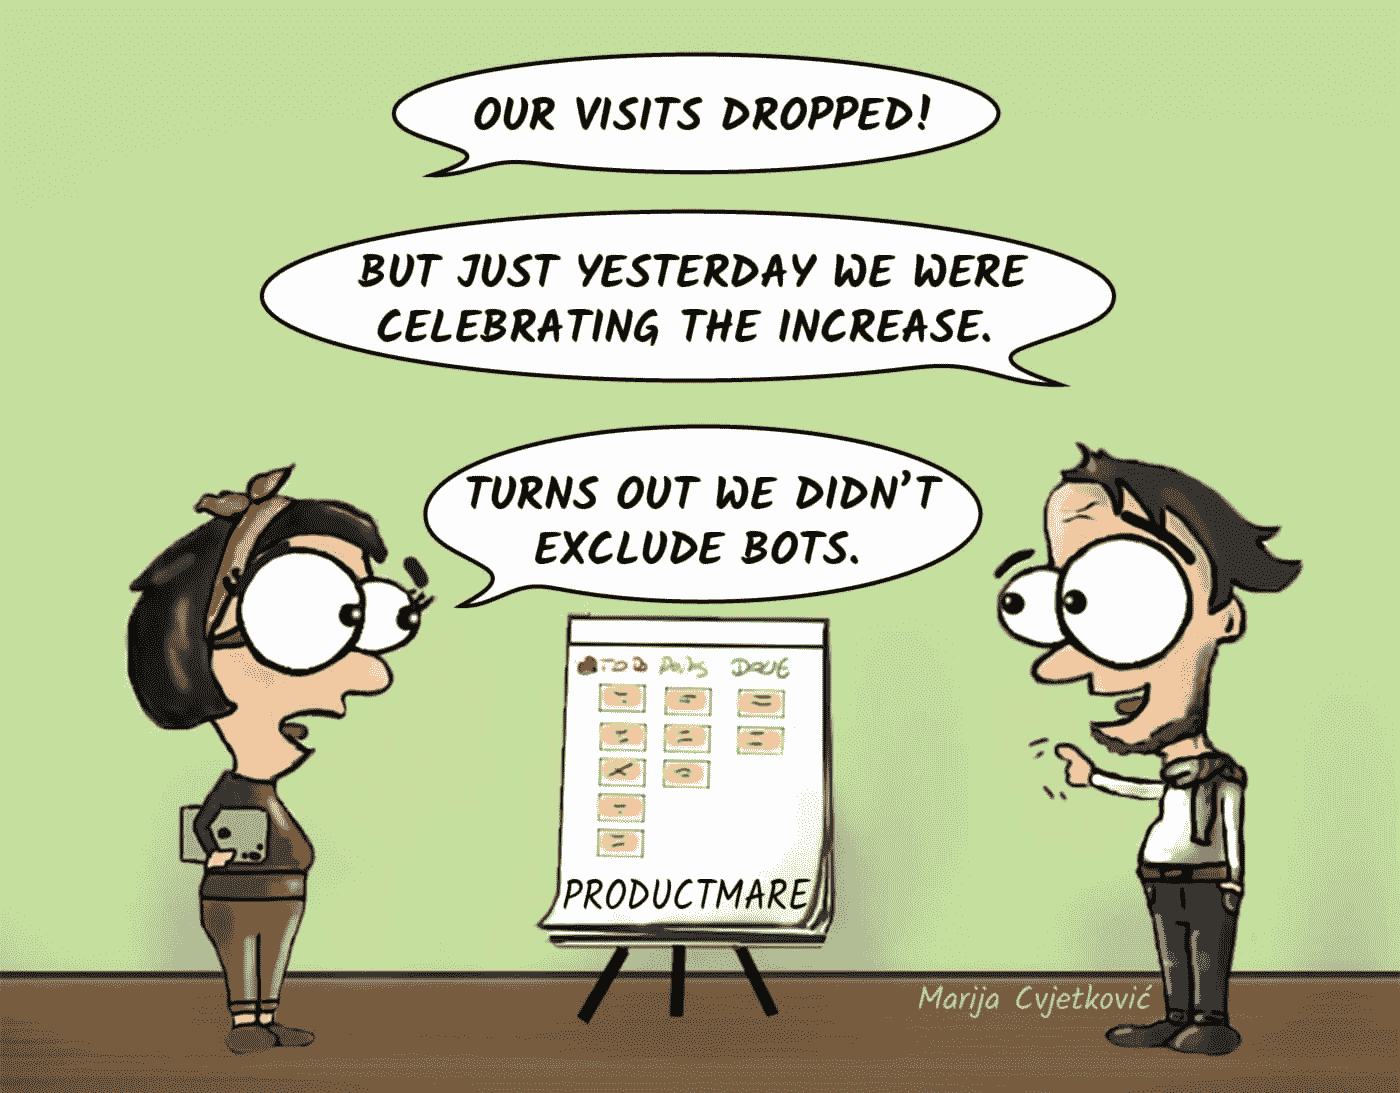 OUR VISITS DROPPED!
BUT JUST YESTERDAY WE WERE
CELEBRATING THE INCREASE.
TURNS OUT WE DIDN'T
EXCLUDE BOTS.
PRODUCTMARE
Marija Cvjetković